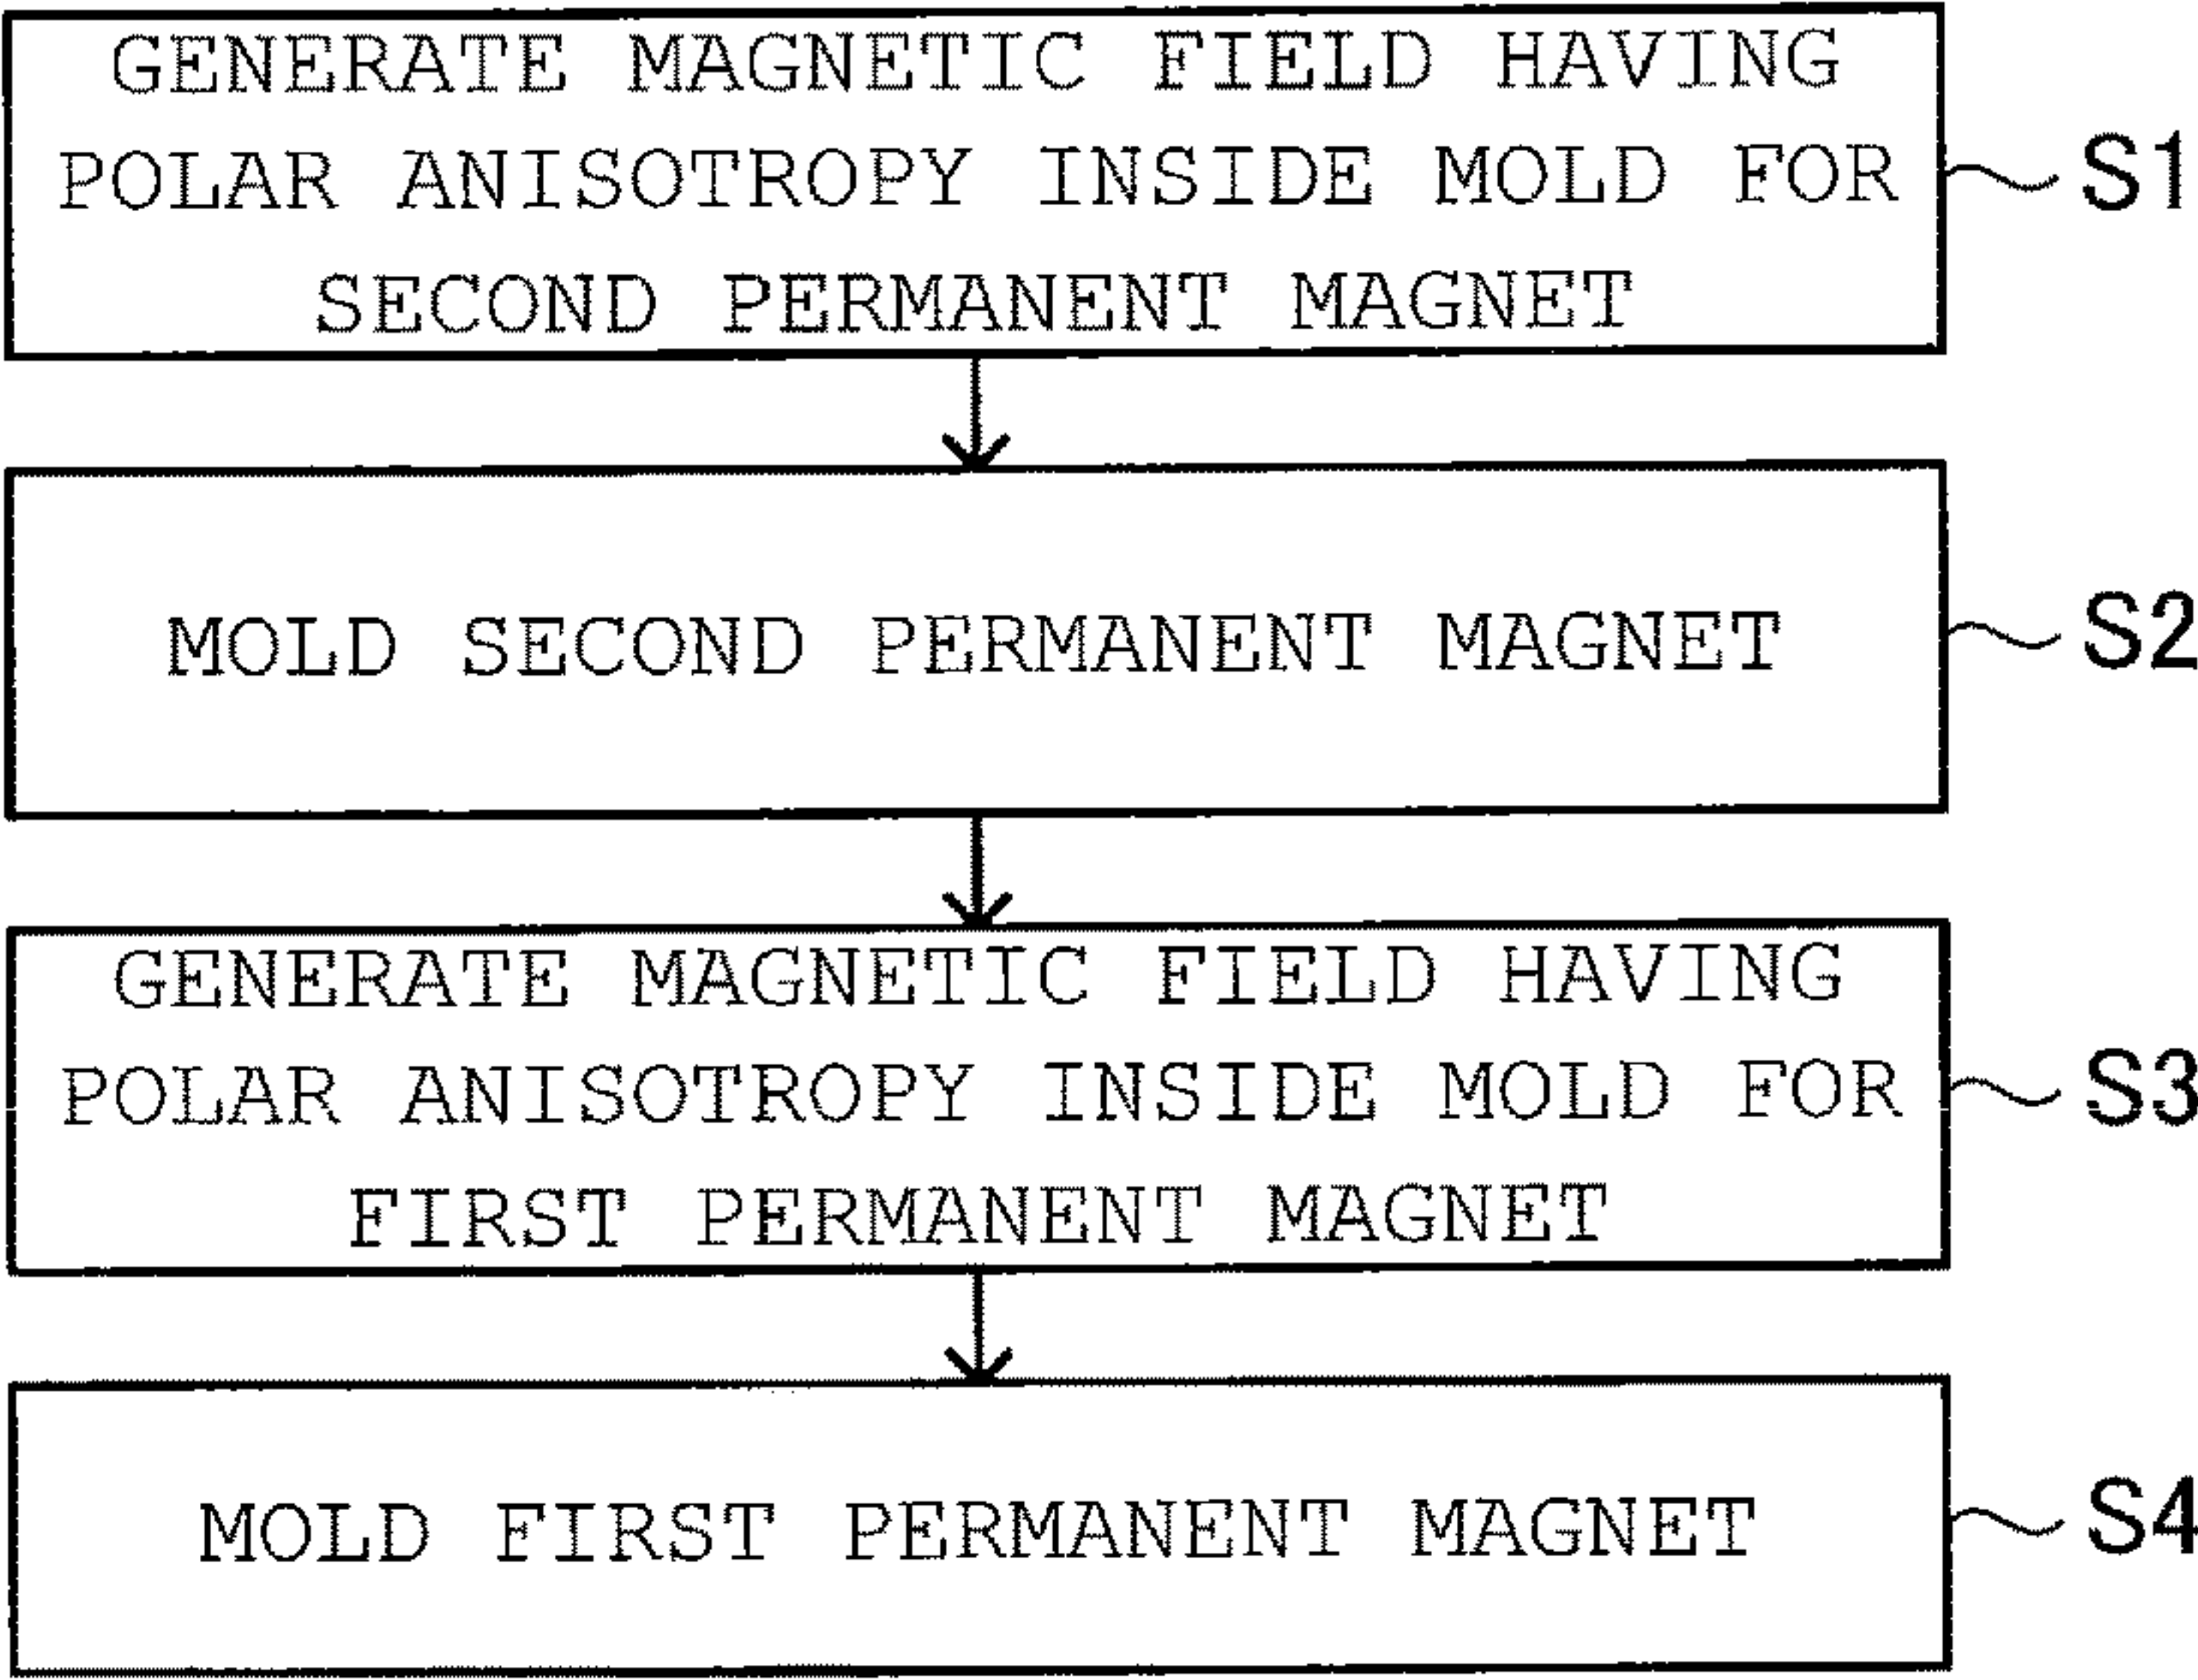 GENERATE MAGNETIC FIELD HAVING
POLAR ANISOTROPY INSIDE MOLD FOR
SECOND PERMANENT MAGNET
S1
MOLD SECOND PERMANENT MAGNET
S2
GENERATE MAGNETIC FIELD HAVING
POLAR ANISOTROPY INSIDE MOLD FOR
FIRST PERMANENT MAGNET
S3
MOLD FIRST PERMANENT MAGNET
S4